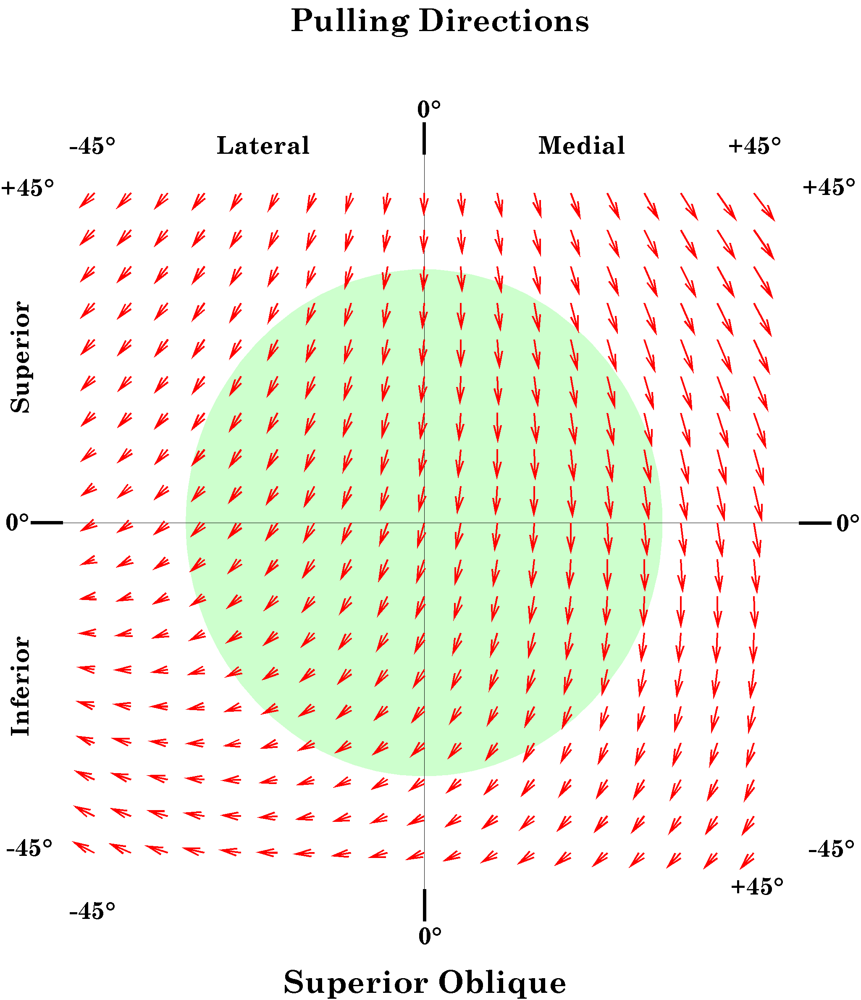 Pulling Directions
0°
-45° Lateral Medial +45°
+45° +45°
Superior
0° 0°
Inferior
-45° -45°
+45°
-45°
0°
Superior Oblique